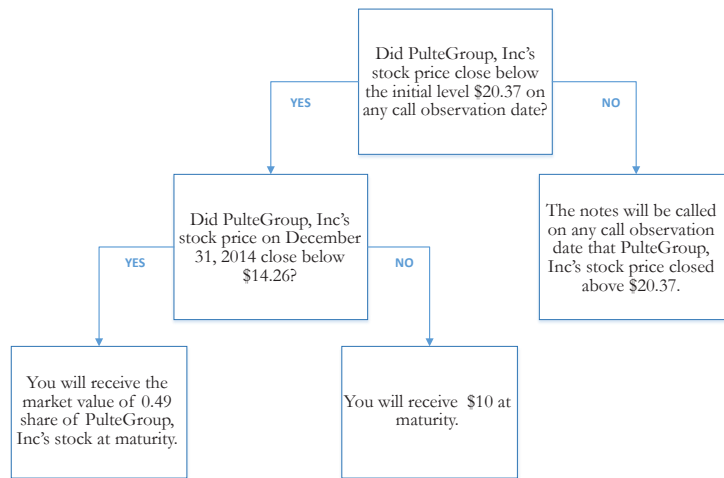 Did PulteGroup, Inc's
stock price close below
the initial level $20.37 on
any call observation date?
YES
NO
Did PulteGroup, Inc's
stock price on December
31, 2014 close below
$14.26?
The notes will be called
on any call observation
date that PulteGroup,
Inc's stock price closed
above $20.37.
YES
NO
You will receive the
market value of 0.49
share of PulteGroup,
Inc's stock at maturity.
You will receive $10 at
maturity.